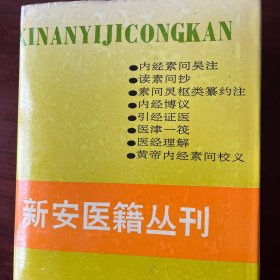 XINANYIJICONGKAN
●内经素问吴注
●读素问抄
●素问灵枢类纂约注
●内经博议
●引经证医
●医津一筏
●医经理解
●黄帝内经素问校义
新安医籍丛刊